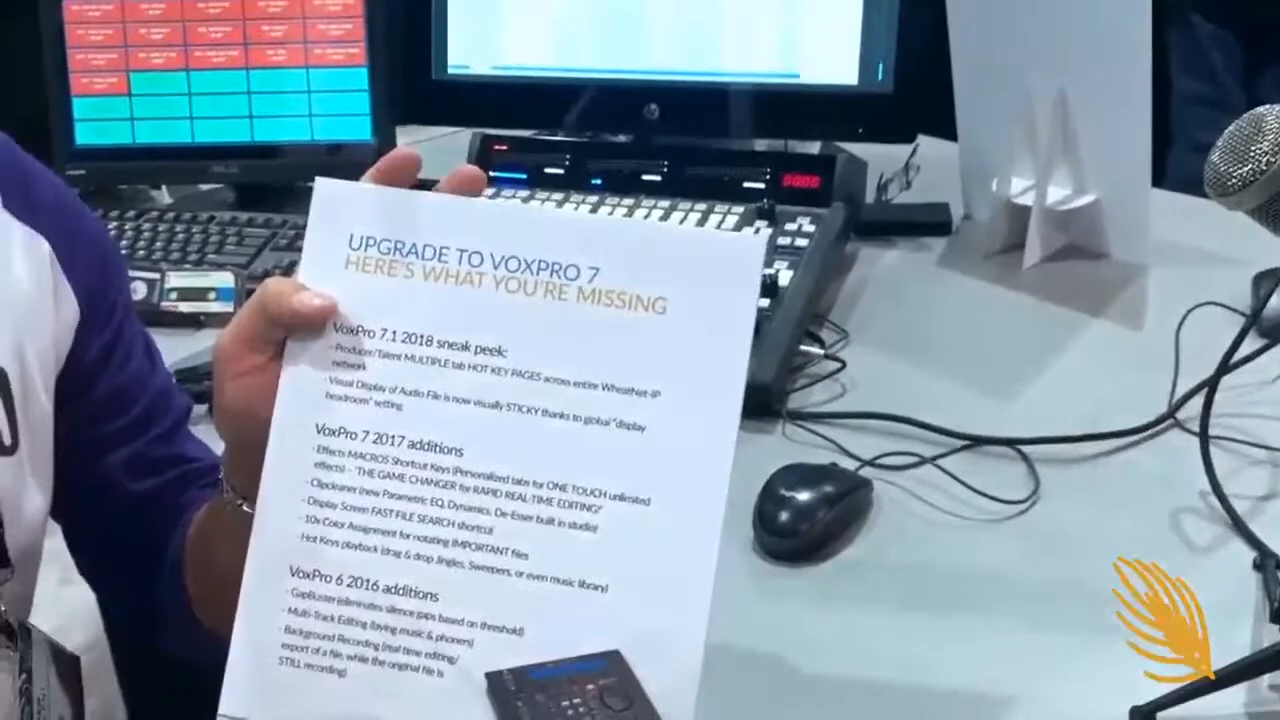 UPGRADE TO VOXPRO 7
HERE'S WHAT YOU'RE MISSING
VoxPro 7.1 2018 sneak peek:
- Producer/Talent MULTIPLE tab HOT KEY PAGES across entire WheatNet-IP
network
- Visual Display of Audio File is now visually STICKY thanks to global "display
headroom" setting
VoxPro 7 2017 additions
- Effects MACROS Shortcut Keys (Personalized tabs for ONE TOUCH unlimited
effects) - 'THE GAME CHANGER for RAPID REAL-TIME EDITING!'
- Clipcleaner (new Parametric EQ, Dynamics, De-Esser built in studio)
- Display Screen FAST FILE SEARCH shortcut
- 10x Color Assignment for notating IMPORTANT files
- Hot Keys playback (drag & drop Jingles, Sweepers, or even music library)
VoxPro 6 2016 additions
- GapBuster (eliminates silence gaps based on threshold)
- Multi-Track Editing (laying music & phoners)
- Background Recording (real time editing/
export of a file, while the original file is
STILL recording)